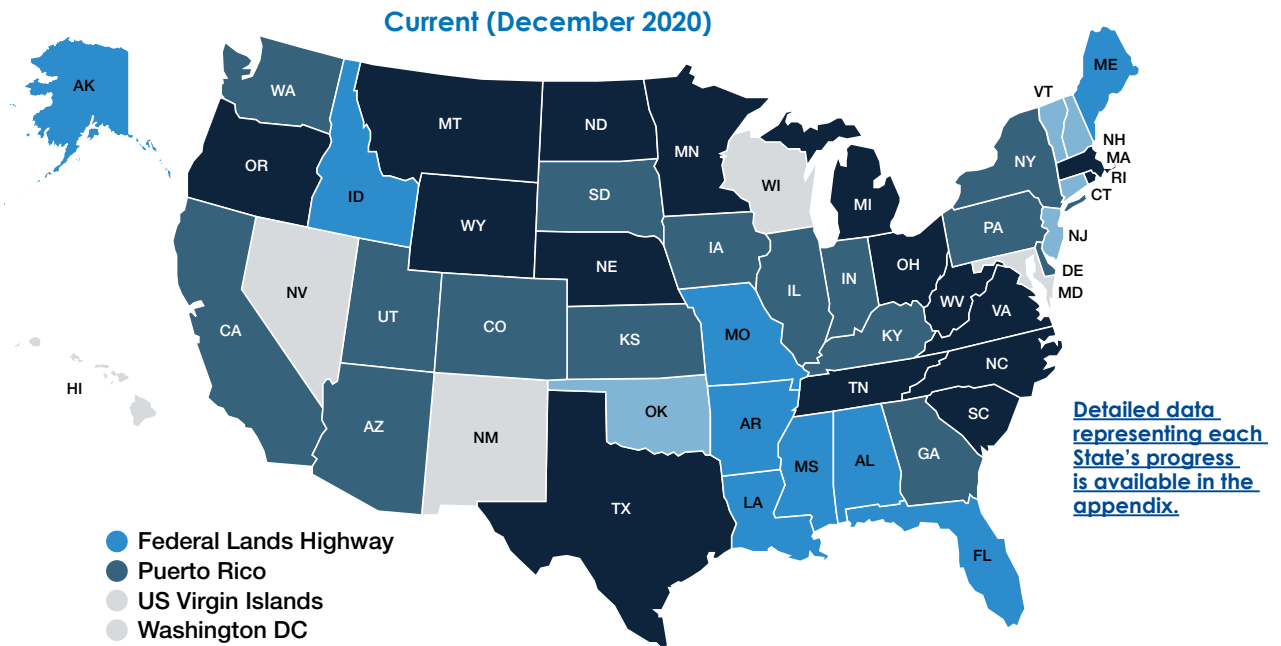 Current (December 2020)
AK
WA
MT
ND
MN
WI
MI
VT
ME
NH
MA
RI
CT
NY
NJ
PA
DE
MD
OR
ID
WY
SD
IA
NE
IL
IN
OH
WV
VA
NV
UT
CO
KS
MO
KY
CA
NC
TN
SC
HI
AZ
NM
OK
AR
MS
AL
GA
TX
LA
FL
Detailed data
representing each
State's progress
is available in the
appendix.
Federal Lands Highway
Puerto Rico
US Virgin Islands
Washington DC